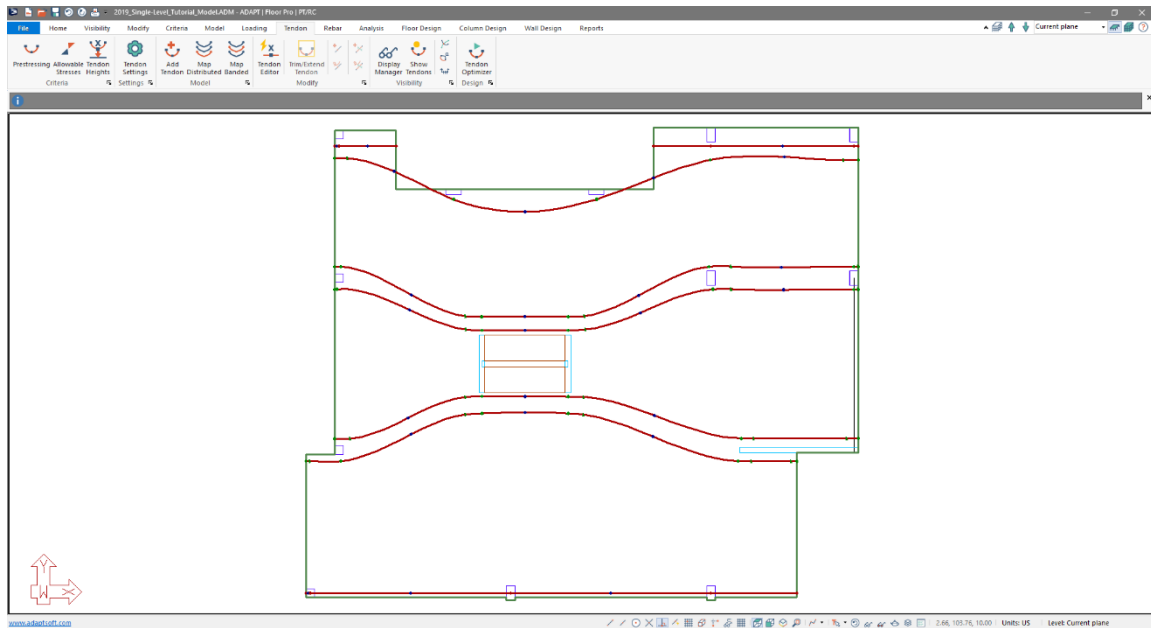 2019_Single-Level_Tutorial_Model.ADM - ADAPT | Floor Pro | PT/RC
File Home Visibility Modify Criteria Model Loading Tendon Rebar Analysis Floor Design Column Design Wall Design Reports
Current plane
Prestressing Allowable Stresses Tendon Heights Tendon Settings Add Tendon Map Distributed Map Banded Tendon Editor Trim/Extend Tendon Display Manager Show Tendons Tendon Optimizer
Criteria Settings Model Modify Visibility Design
Y
W X
www.adaptsoft.com 2.66, 103.76, 10.00 Units: US Level: Current plane